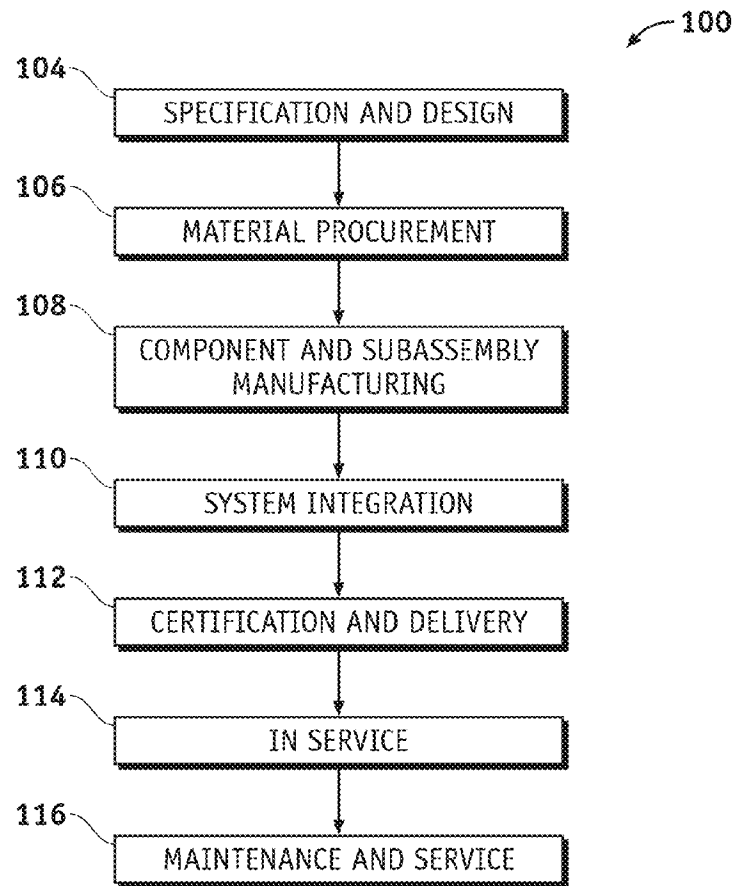 100
104
SPECIFICATION AND DESIGN
106
MATERIAL PROCUREMENT
108
COMPONENT AND SUBASSEMBLY
MANUFACTURING
110
SYSTEM INTEGRATION
112
CERTIFICATION AND DELIVERY
114
IN SERVICE
116
MAINTENANCE AND SERVICE